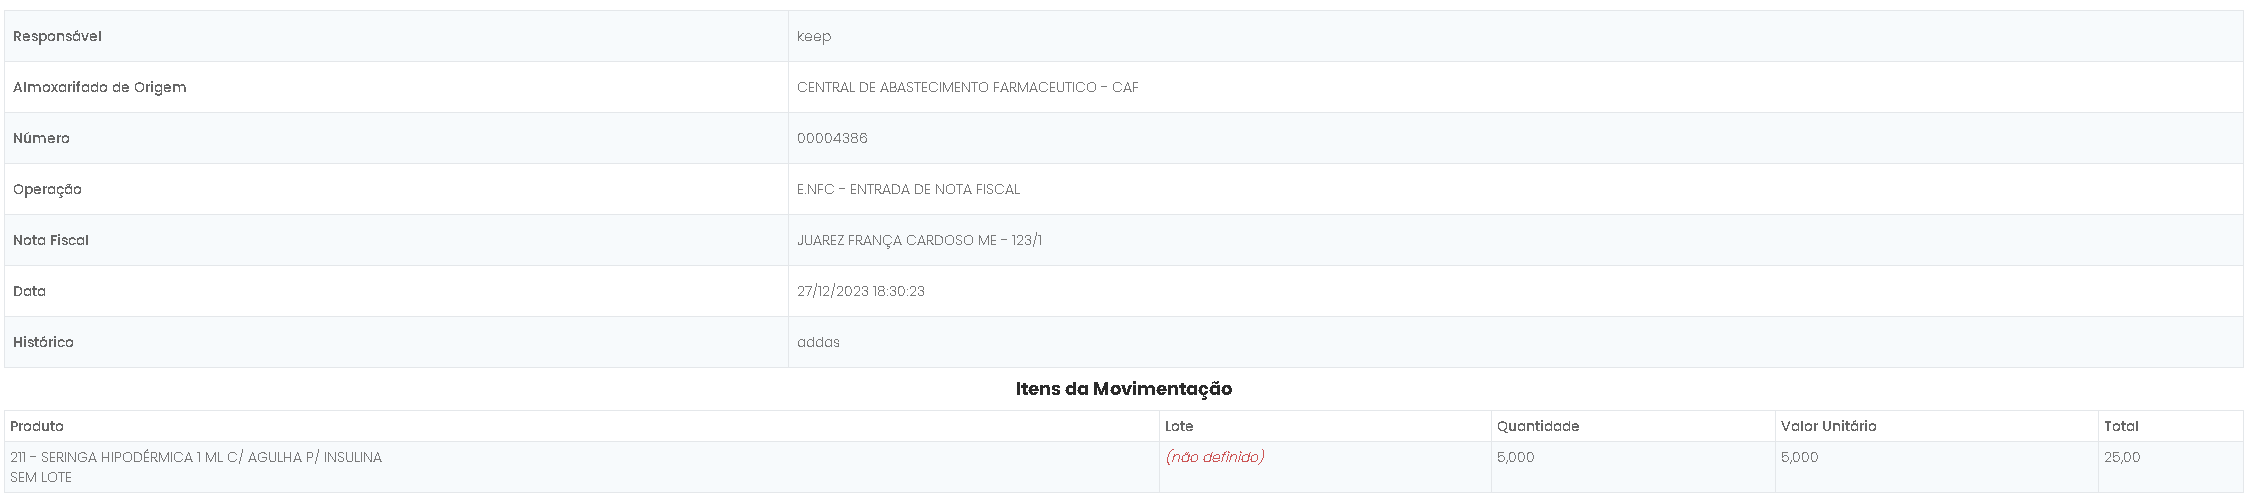 Responsável keep
Almoxarifado de Origem CENTRAL DE ABASTECIMENTO FARMACEUTICO - CAF
Número 00004386
Operação E.NFC - ENTRADA DE NOTA FISCAL
Nota Fiscal JUAREZ FRANÇA CARDOSO ME - 123/1
Data 27/12/2023 18:30:23
Histórico addas
Itens da Movimentação
Produto Lote Quantidade Valor Unitário Total
211 - SERINGA HIPODÉRMICA 1 ML C/ AGULHA P/ INSULINA (não definido) 5,000 5,000 25,00
SEM LOTE